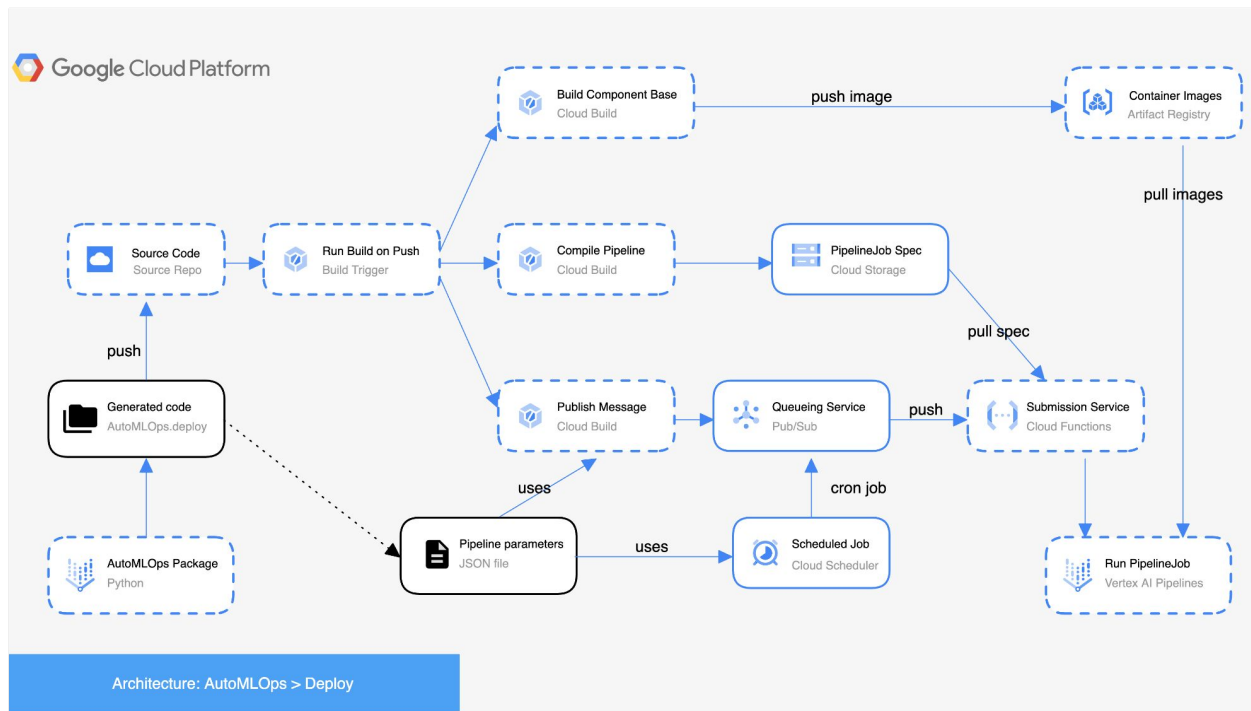 Google Cloud Platform
Build Component Base
Cloud Build
push image
Container Images
Artifact Registry
pull images
Source Code
Source Repo
Run Build on Push
Build Trigger
Compile Pipeline
Cloud Build
PipelineJob Spec
Cloud Storage
pull spec
push
Generated code
AutoMLOps.deploy
Publish Message
Cloud Build
Queueing Service
Pub/Sub
push
Submission Service
Cloud Functions
uses
cron job
AutoMLOps Package
Python
Pipeline parameters
JSON file
uses
Scheduled Job
Cloud Scheduler
Run PipelineJob
Vertex AI Pipelines
Architecture: AutoMLOps > Deploy